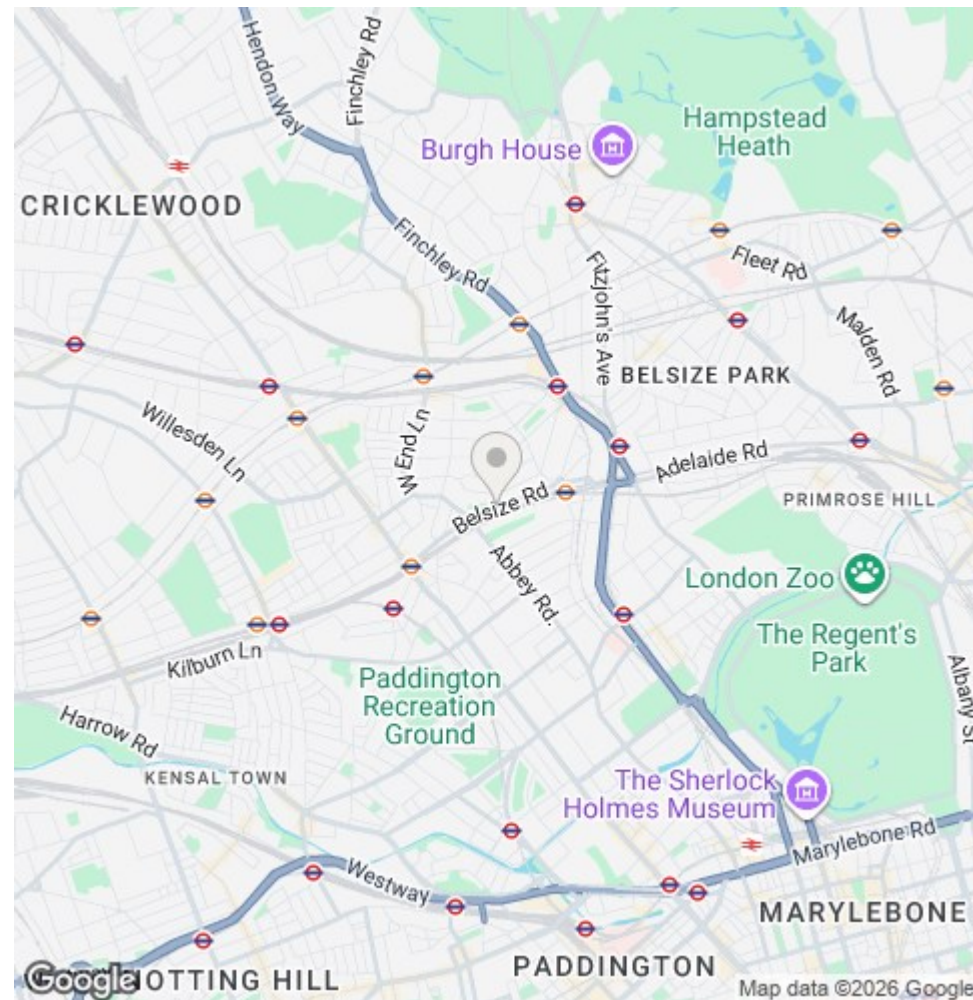 Hendon Way
Finchley Rd
Burgh House
Hampstead
Heath
CRICKLEWOOD
Finchley Rd
Fitzjohn's Ave
Fleet Rd
Malden Rd
BELSIZE PARK
Willesden Ln
W End Ln
Adelaide Rd
Belsize Rd
PRIMROSE HILL
Abbey Rd.
London Zoo
The Regent's
Park
Kilburn Ln
Paddington
Recreation
Ground
Albany St
Harrow Rd
KENSAL TOWN
The Sherlock
Holmes Museum
Marylebone Rd
Westway
MARYLEBONE
PADDINGTON
NOTTING HILL
Google
Map data ©2026 Google